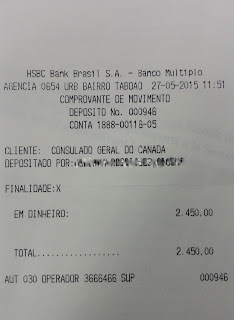 HSBC Bank Brasil S.A. - Banco Multiplo
AGENCIA 0654 URB BAIRRO TABOAO 27-05-2015 11:51
COMPROVANTE DE MOVIMENTO
DEPOSITO No. 000946
CONTA 1888-00116-05
CLIENTE: CONSULADO GERAL DO CANADA
DEPOSITADO POR:
FINALIDADE:X
EM DINHEIRO: 2.450,00
TOTAL.................. 2.450,00
AUT 030 OPERADOR 3666466 SUP 000946